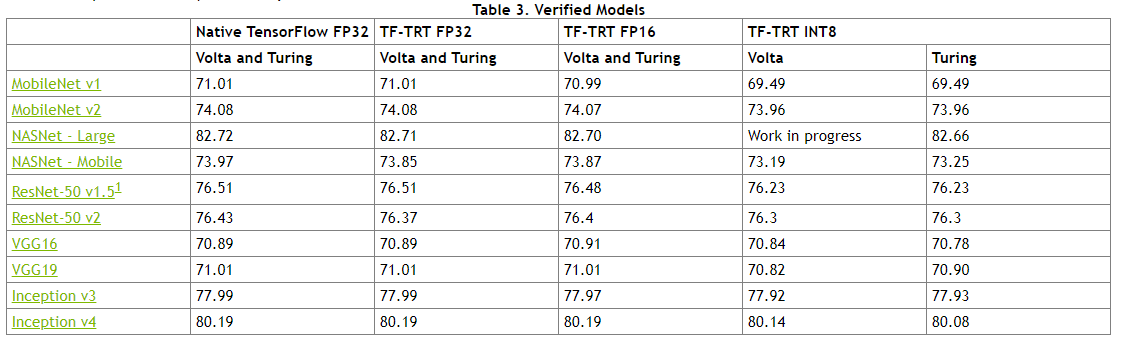 Table 3. Verified Models
Native TensorFlow FP32 TF-TRT FP32 TF-TRT FP16 TF-TRT INT8
Volta and Turing Volta and Turing Volta and Turing Volta Turing
MobileNet v1 71.01 71.01 70.99 69.49 69.49
MobileNet v2 74.08 74.08 74.07 73.96 73.96
NASNet - Large 82.72 82.71 82.70 Work in progress 82.66
NASNet - Mobile 73.97 73.85 73.87 73.19 73.25
ResNet-50 v1.5¹ 76.51 76.51 76.48 76.23 76.23
ResNet-50 v2 76.43 76.37 76.4 76.3 76.3
VGG16 70.89 70.89 70.91 70.84 70.78
VGG19 71.01 71.01 71.01 70.82 70.90
Inception v3 77.99 77.99 77.97 77.92 77.93
Inception v4 80.19 80.19 80.19 80.14 80.08